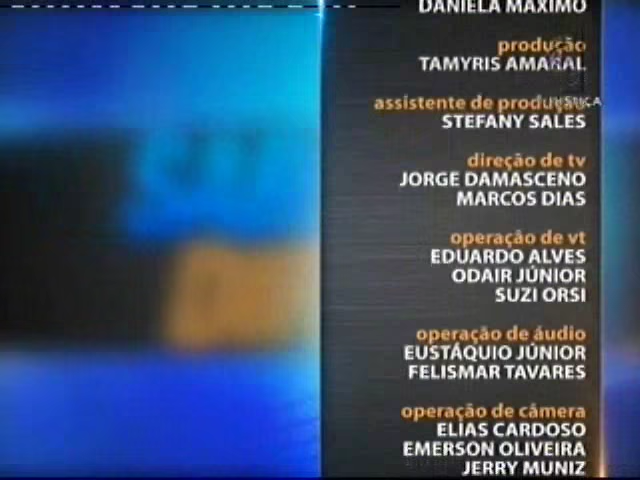 DANIELA MÁXIMO
produção
TAMYRIS AMARAL
assistente de produção
JUSTIÇA
STEFANY SALES
direção de tv
JORGE DAMASCENO
MARCOS DIAS
operação de vt
EDUARDO ALVES
ODAIR JÚNIOR
SUZI ORSI
operação de áudio
EUSTÁQUIO JÚNIOR
FELISMAR TAVARES
operação de câmera
ELIAS CARDOSO
EMERSON OLIVEIRA
JERRY MUNIZ